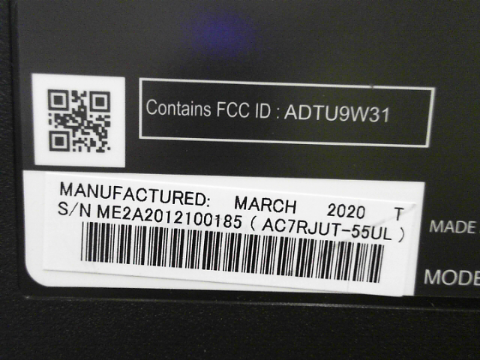 Contains FCC ID : ADTU9W31
MANUFACTURED: MARCH 2020 T
S/N ME2A2012100185 ( AC7RJUT-55UL )
MADE
MODE